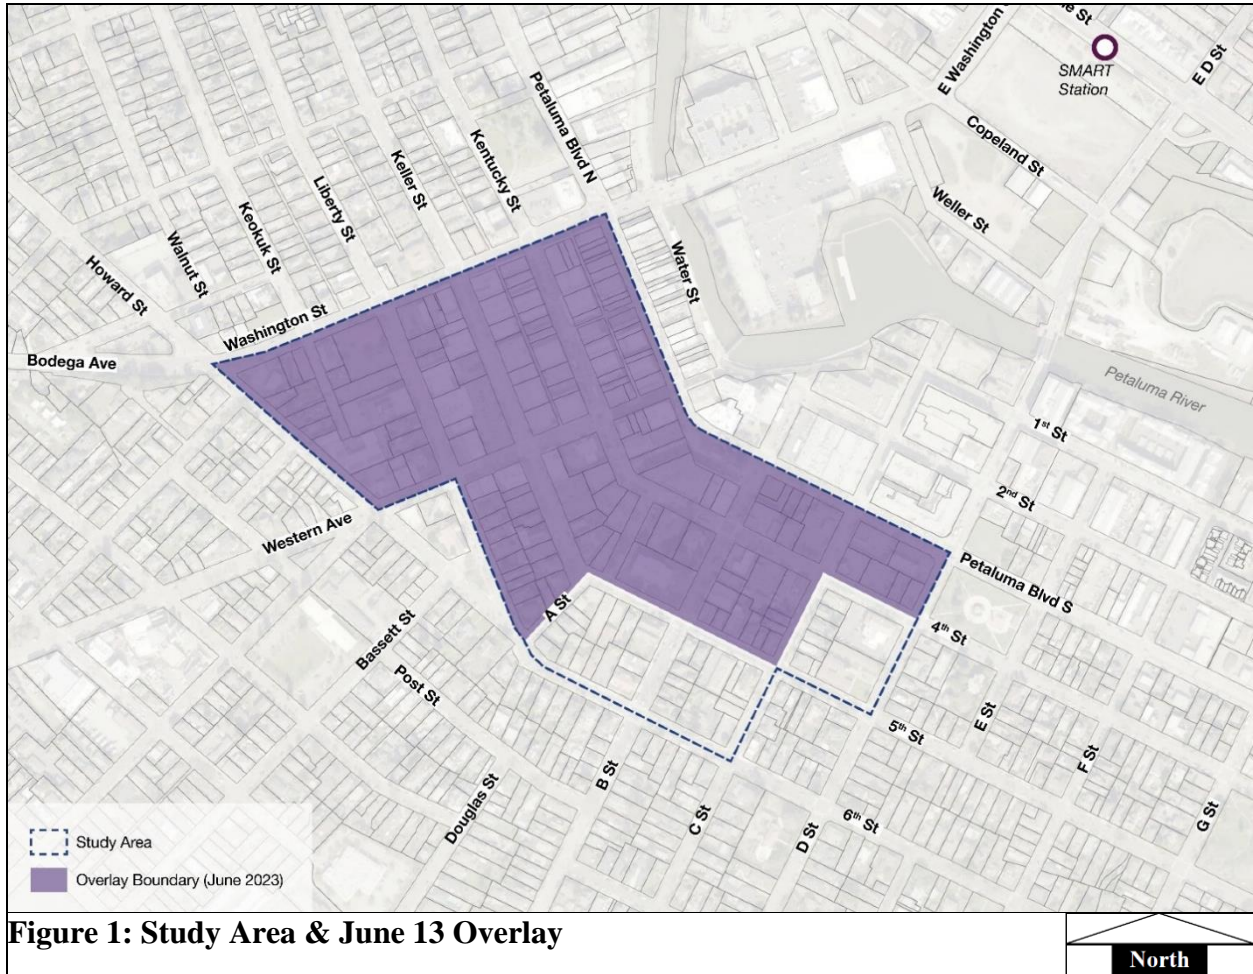 ne St
E Washington
SMART
Station
E D St
Petaluma Blvd N
Copeland St
Kentucky St
Keller St
Liberty St
Weller St
Keokuk St
Walnut St
Water St
Howard St
Washington St
Bodega Ave
Petaluma River
1st St
2nd St
Western Ave
Petaluma Blvd S
A St
4th St
Bassett St
Post St
E St
5th St
F St
B St
Douglas St
C St
D St
6th St
G St
Study Area
Overlay Boundary (June 2023)
Figure 1: Study Area & June 13 Overlay
North